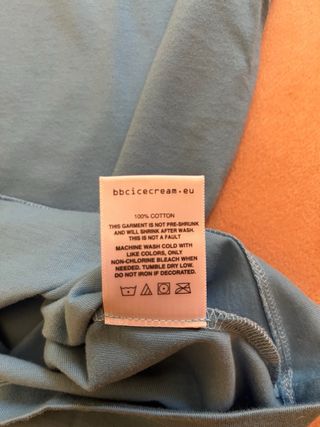 bbcicecream.eu
100% COTTON
THIS GARMENT IS NOT PRE-SHRUNK
AND WILL SHRINK AFTER WASH.
THIS IS NOT A FAULT
MACHINE WASH COLD WITH
LIKE COLORS, ONLY
NON-CHLORINE BLEACH WHEN
NEEDED. TUMBLE DRY LOW.
DO NOT IRON IF DECORATED.